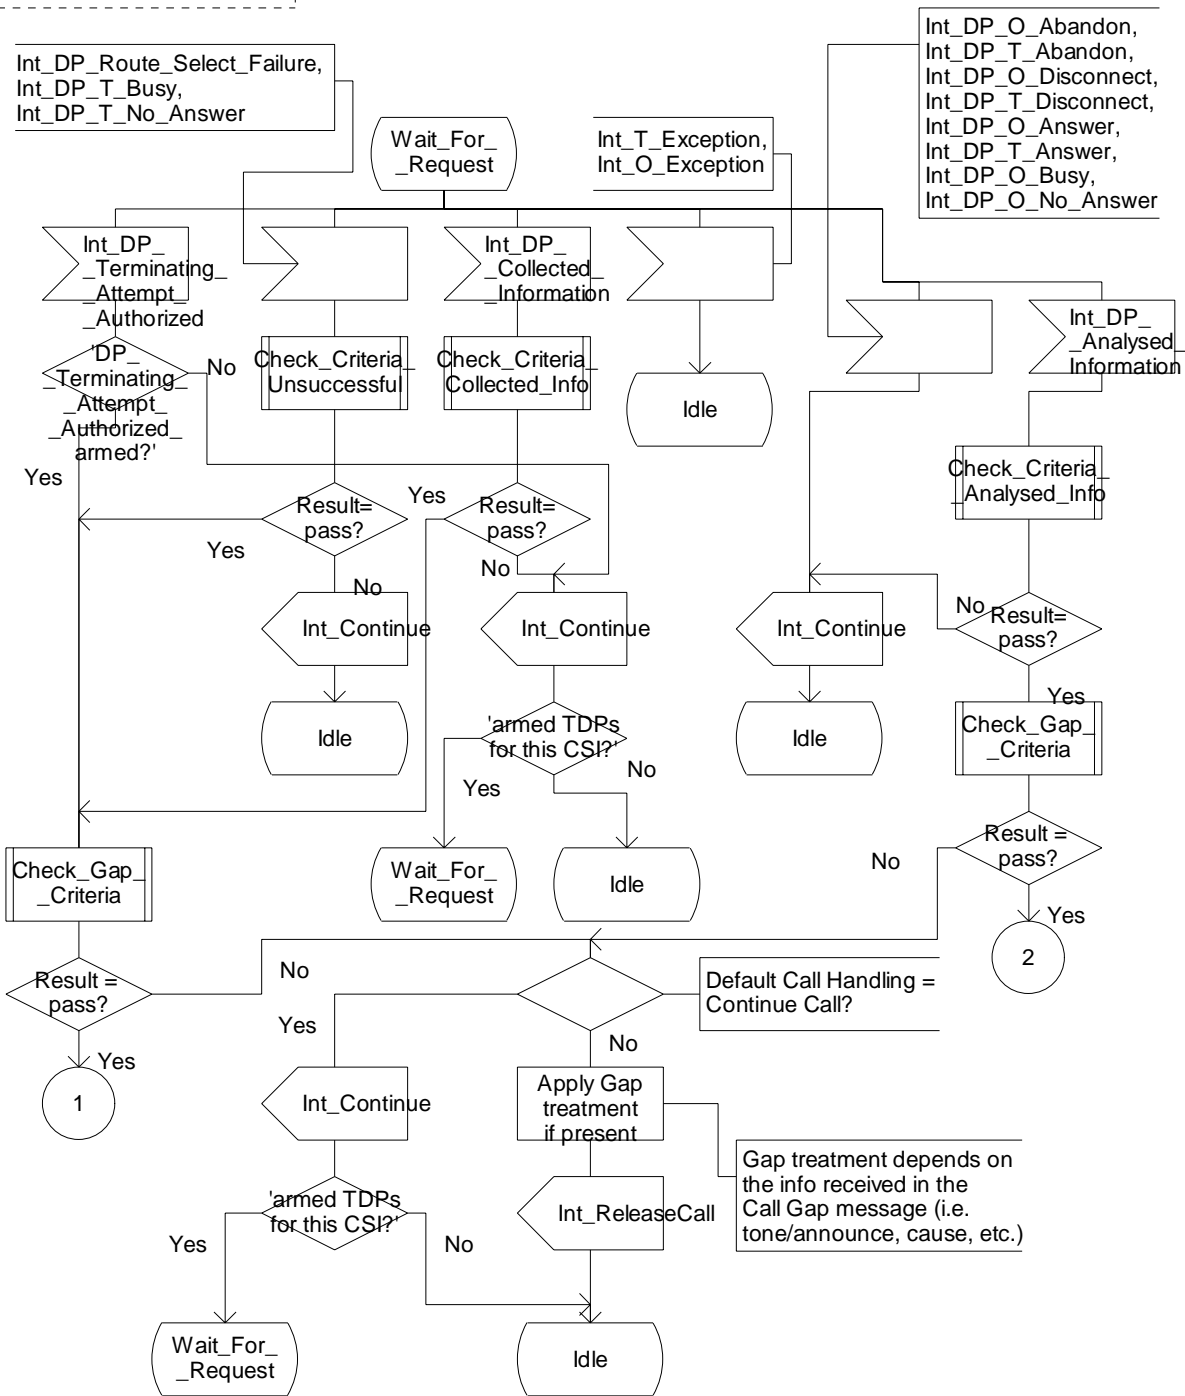 Int_DP_Route_Select_Failure,
Int_DP_T_Busy,
Int_DP_T_No_Answer
Wait_For_
_Request
Int_T_Exception,
Int_O_Exception
Int_DP_O_Abandon,
Int_DP_T_Abandon,
Int_DP_O_Disconnect,
Int_DP_T_Disconnect,
Int_DP_O_Answer,
Int_DP_T_Answer,
Int_DP_O_Busy,
Int_DP_O_No_Answer
Int_DP_
_Terminating_
_Attempt_
_Authorized
Int_DP_
_Collected_
_Information
Int_DP_
_Analysed_
_Information
'DP_
_Terminating_
_Attempt_
_Authorized_
armed?'
No
Yes
Check_Criteria_
Unsuccessful
Check_Criteria_
Collected_Info
Idle
Check_Criteria_
_Analysed_Info
Result=
pass?
Yes
No
Result=
pass?
Yes
No
Int_Continue
Int_Continue
Int_Continue
Result=
pass?
No
Yes
Idle
'armed TDPs
for this CSI?'
Yes
No
Idle
Check_Gap_
_Criteria
Wait_For_
_Request
Idle
Result =
pass?
No
Yes
2
Check_Gap_
_Criteria
Result =
pass?
No
Yes
1
Default Call Handling =
Continue Call?
Yes
No
Int_Continue
Apply Gap
treatment
if present
Gap treatment depends on
the info received in the
Call Gap message (i.e.
tone/announce, cause, etc.)
'armed TDPs
for this CSI?'
Yes
No
Int_ReleaseCall
Wait_For_
_Request
Idle